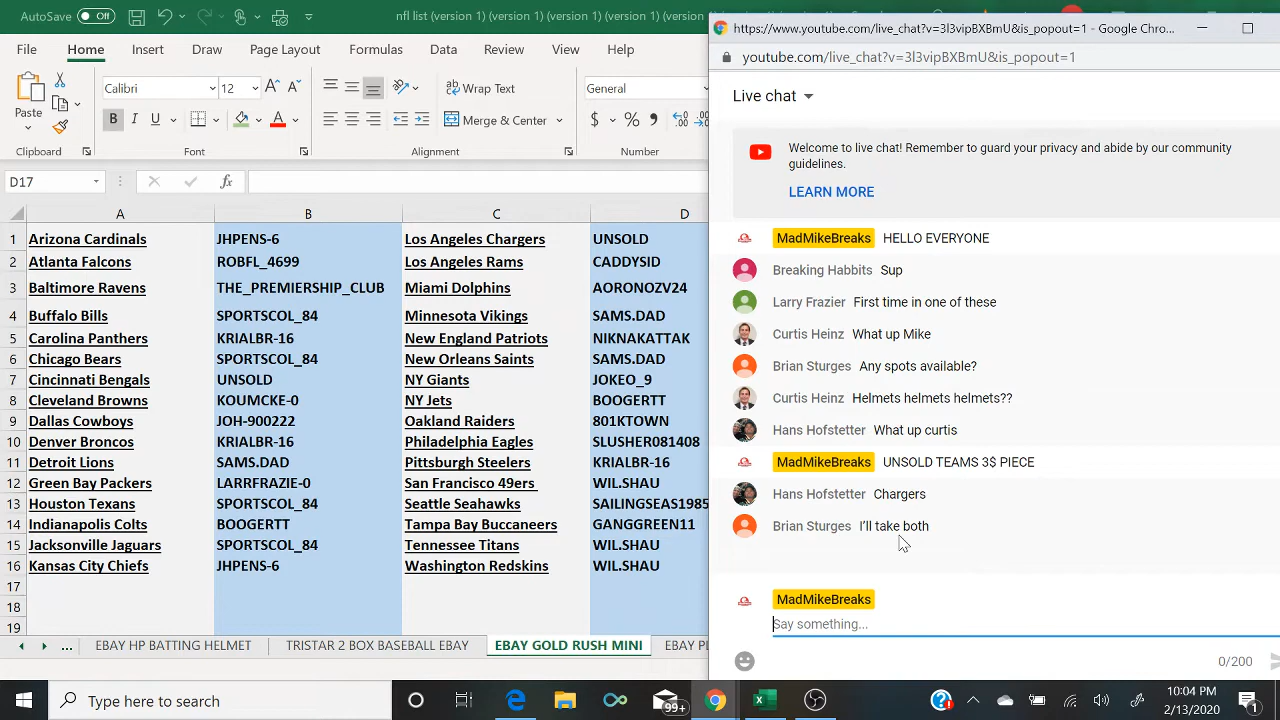 AutoSave Off nfl list (version 1) (version 1) (version 1) - Excel
File Home Insert Draw Page Layout Formulas Data Review View Help
Paste Calibri 12 A A Wrap Text General
B I U A Merge & Center $ % 9
Clipboard Font Alignment Number
D17 fx
A B C D
1 Arizona Cardinals JHPENS-6 Los Angeles Chargers UNSOLD
2 Atlanta Falcons ROBFL_4699 Los Angeles Rams CADDYSID
3 Baltimore Ravens THE_PREMIERSHIP_CLUB Miami Dolphins AORONOZV24
4 Buffalo Bills SPORTSCOL_84 Minnesota Vikings SAMS.DAD
5 Carolina Panthers KRIALBR-16 New England Patriots NIKNAKATTAK
6 Chicago Bears SPORTSCOL_84 New Orleans Saints SAMS.DAD
7 Cincinnati Bengals UNSOLD NY Giants JOKEO_9
8 Cleveland Browns KOUMCKE-0 NY Jets BOOGERTT
9 Dallas Cowboys JOH-900222 Oakland Raiders 801KTOWN
10 Denver Broncos KRIALBR-16 Philadelphia Eagles SLUSHER081408
11 Detroit Lions SAMS.DAD Pittsburgh Steelers KRIALBR-16
12 Green Bay Packers LARRFRAZIE-0 San Francisco 49ers WIL.SHAU
13 Houston Texans SPORTSCOL_84 Seattle Seahawks SAILINGSEAS1985
14 Indianapolis Colts BOOGERTT Tampa Bay Buccaneers GANGGREEN11
15 Jacksonville Jaguars SPORTSCOL_84 Tennessee Titans WIL.SHAU
16 Kansas City Chiefs JHPENS-6 Washington Redskins WIL.SHAU
17
18
19
... EBAY HP BATTING HELMET TRISTAR 2 BOX BASEBALL EBAY EBAY GOLD RUSH MINI EBAY
https://www.youtube.com/live_chat?v=3l3vipBXBmU&is_popout=1 - Google Chro...
youtube.com/live_chat?v=3l3vipBXBmU&is_popout=1
Live chat
Welcome to live chat! Remember to guard your privacy and abide by our community
guidelines.
LEARN MORE
MadMikeBreaks HELLO EVERYONE
Breaking Habbits Sup
Larry Frazier First time in one of these
Curtis Heinz What up Mike
Brian Sturges Any spots available?
Curtis Heinz Helmets helmets helmets??
Hans Hofstetter What up curtis
MadMikeBreaks UNSOLD TEAMS 3$ PIECE
Hans Hofstetter Chargers
Brian Sturges I'll take both
MadMikeBreaks
Say something...
0/200
Type here to search
99+
10:04 PM
2/13/2020
1